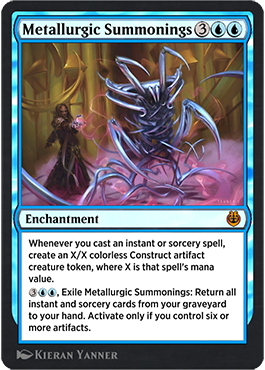 Metallurgic Summonings 3
Enchantment
Whenever you cast an instant or sorcery spell,
create an X/X colorless Construct artifact
creature token, where X is that spell's mana
value.
3, Exile Metallurgic Summonings: Return all
instant and sorcery cards from your graveyard
to your hand. Activate only if you control six or
more artifacts.
KIERAN YANNER